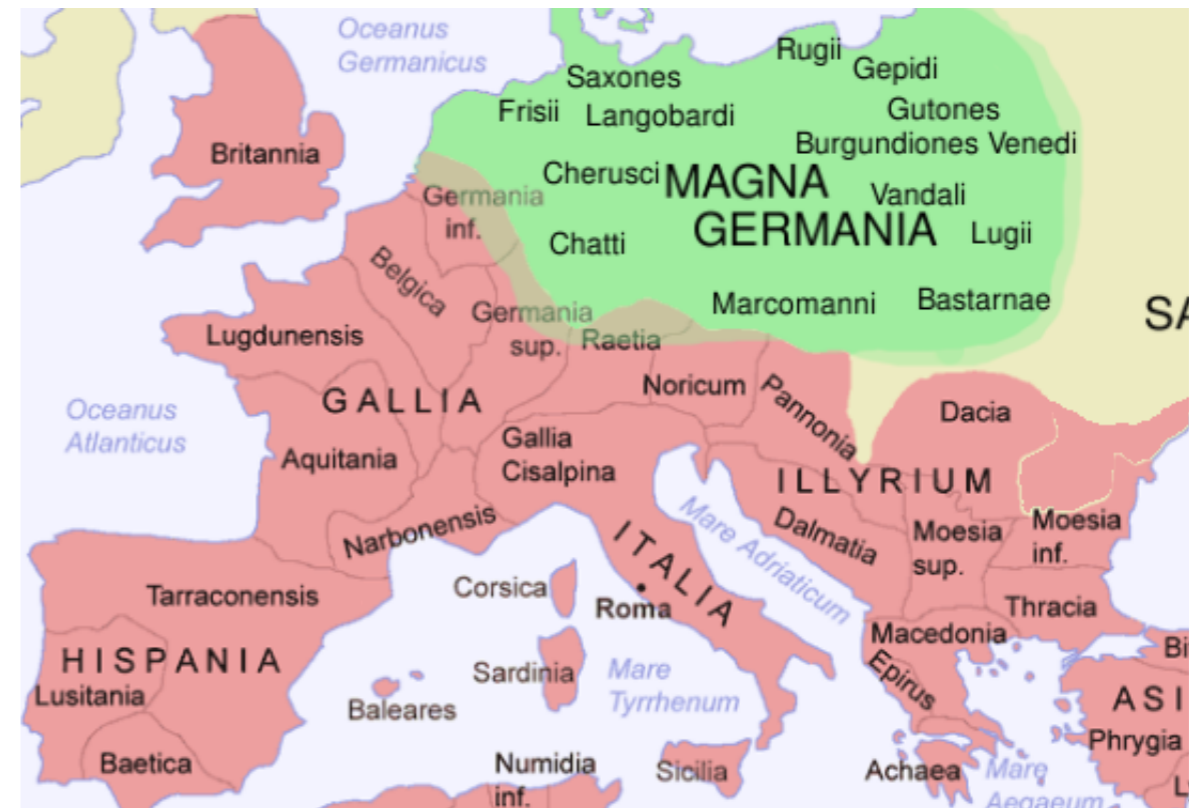 Oceanus
Germanicus
Rugii
Gepidi
Saxones
Frisii
Langobardi
Gutones
Burgundiones Venedi
Britannia
Cherusci
MAGNA
GERMANIA
Vandali
Germania
inf.
Chatti
Lugii
Belgica
Marcomanni
Bastarnae
Germania
sup.
SA
Lugdunensis
Raetia
Noricum
Pannonia
GALLIA
Dacia
Oceanus
Atlanticus
Aquitania
Gallia
Cisalpina
ILLYRIUM
Mare Adriaticum
Dalmatia
Moesia
sup.
Moesia
inf.
Narbonensis
ITALIA
Corsica
Roma
Tarraconensis
Thracia
Macedonia
Bi
HISPANIA
Sardinia
Mare
Tyrrhenum
Epirus
Lusitania
Baleares
ASI
Phrygia
Baetica
Numidia
inf.
Sicilia
Achaea
Mare
Aegaeum
L